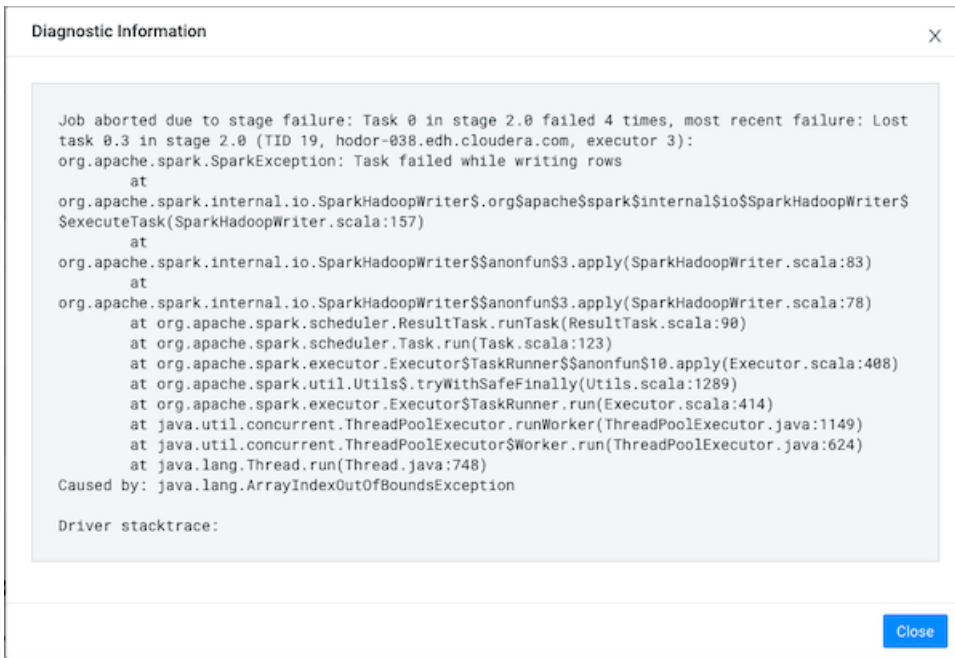 Diagnostic Information
Job aborted due to stage failure: Task 0 in stage 2.0 failed 4 times, most recent failure: Lost
task 0.3 in stage 2.0 (TID 19, hodor-038.edh.cloudera.com, executor 3):
org.apache.spark.SparkException: Task failed while writing rows
at
org.apache.spark.internal.io.SparkHadoopWriter$.org$apache$spark$internal$io$SparkHadoopWriter$
$executeTask(SparkHadoopWriter.scala:157)
at
org.apache.spark.internal.io.SparkHadoopWriter$$anonfun$3.apply(SparkHadoopWriter.scala:83)
at
org.apache.spark.internal.io.SparkHadoopWriter$$anonfun$3.apply(SparkHadoopWriter.scala:78)
at org.apache.spark.scheduler.ResultTask.runTask(ResultTask.scala:90)
at org.apache.spark.scheduler.Task.run(Task.scala:123)
at org.apache.spark.executor.Executor$TaskRunner$$anonfun$10.apply(Executor.scala:408)
at org.apache.spark.util.Utils$.tryWithSafeFinally(Utils.scala:1289)
at org.apache.spark.executor.Executor$TaskRunner.run(Executor.scala:414)
at java.util.concurrent.ThreadPoolExecutor.runWorker(ThreadPoolExecutor.java:1149)
at java.util.concurrent.ThreadPoolExecutor$Worker.run(ThreadPoolExecutor.java:624)
at java.lang.Thread.run(Thread.java:748)
Caused by: java.lang.ArrayIndexOutOfBoundsException
Driver stacktrace:
Close